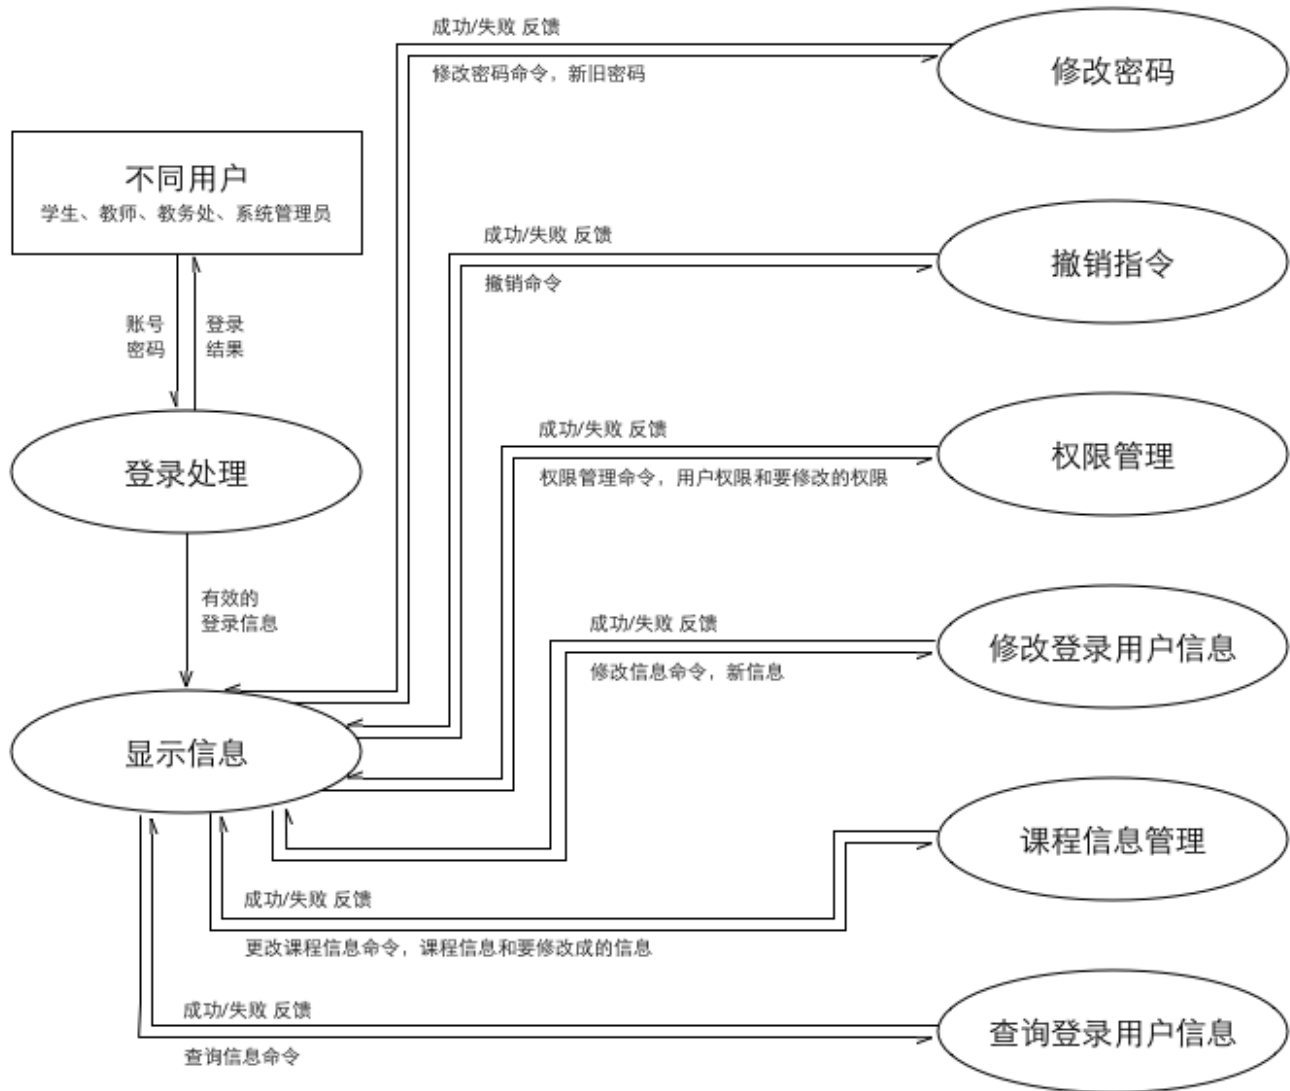 成功/失败 反馈
修改密码命令，新旧密码
修改密码
不同用户
学生、教师、教务处、系统管理员
成功/失败 反馈
撤销命令
撤销指令
账号
密码
登录
结果
成功/失败 反馈
权限管理命令，用户权限和要修改的权限
权限管理
登录处理
有效的
登录信息
成功/失败 反馈
修改信息命令，新信息
修改登录用户信息
显示信息
课程信息管理
成功/失败 反馈
更改课程信息命令，课程信息和要修改成的信息
成功/失败 反馈
查询信息命令
查询登录用户信息